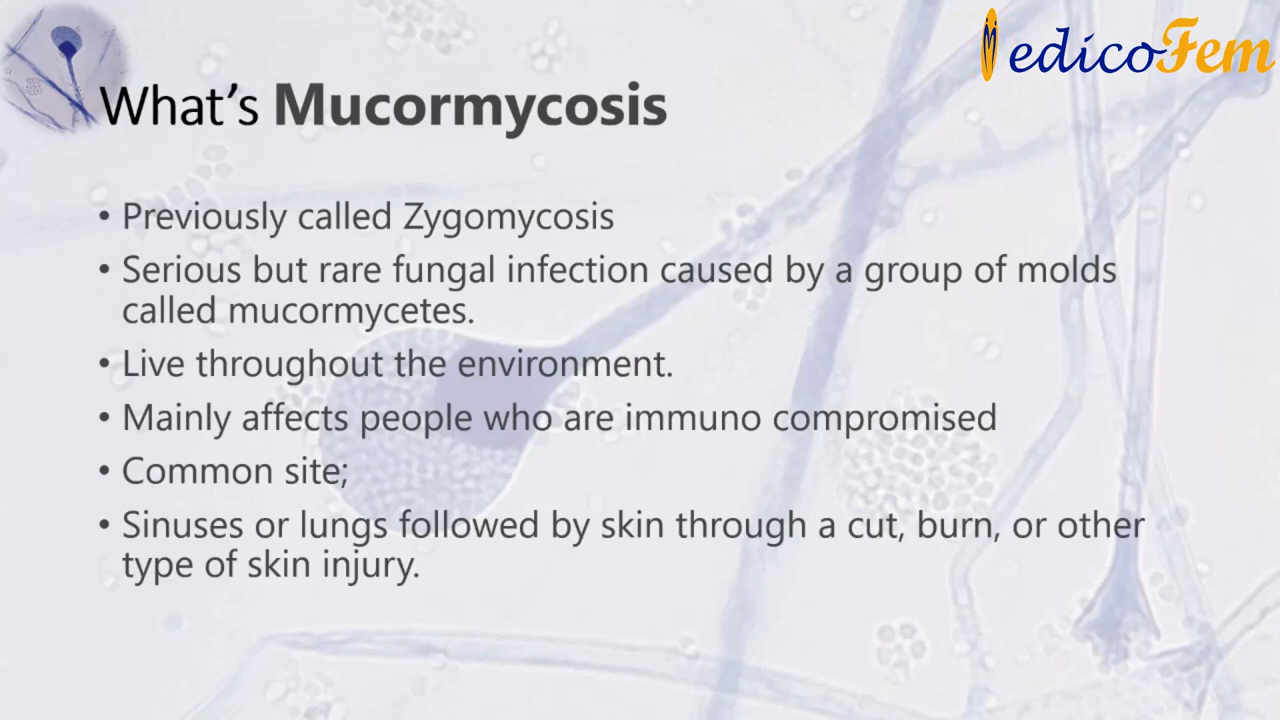 MedicoFem
What's Mucormycosis
• Previously called Zygomycosis
• Serious but rare fungal infection caused by a group of molds
called mucormycetes.
• Live throughout the environment.
• Mainly affects people who are immuno compromised
• Common site;
• Sinuses or lungs followed by skin through a cut, burn, or other
type of skin injury.